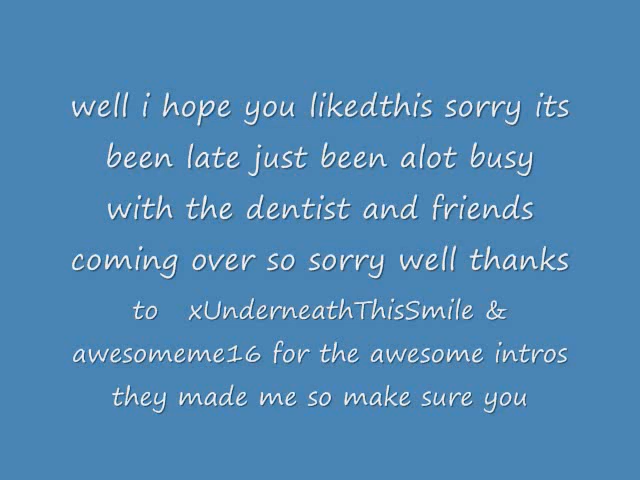 well i hope you likedthis sorry its
been late just been alot busy
with the dentist and friends
coming over so sorry well thanks
to xUnderneathThisSmile &
awesomeme16 for the awesome intros
they made me so make sure you